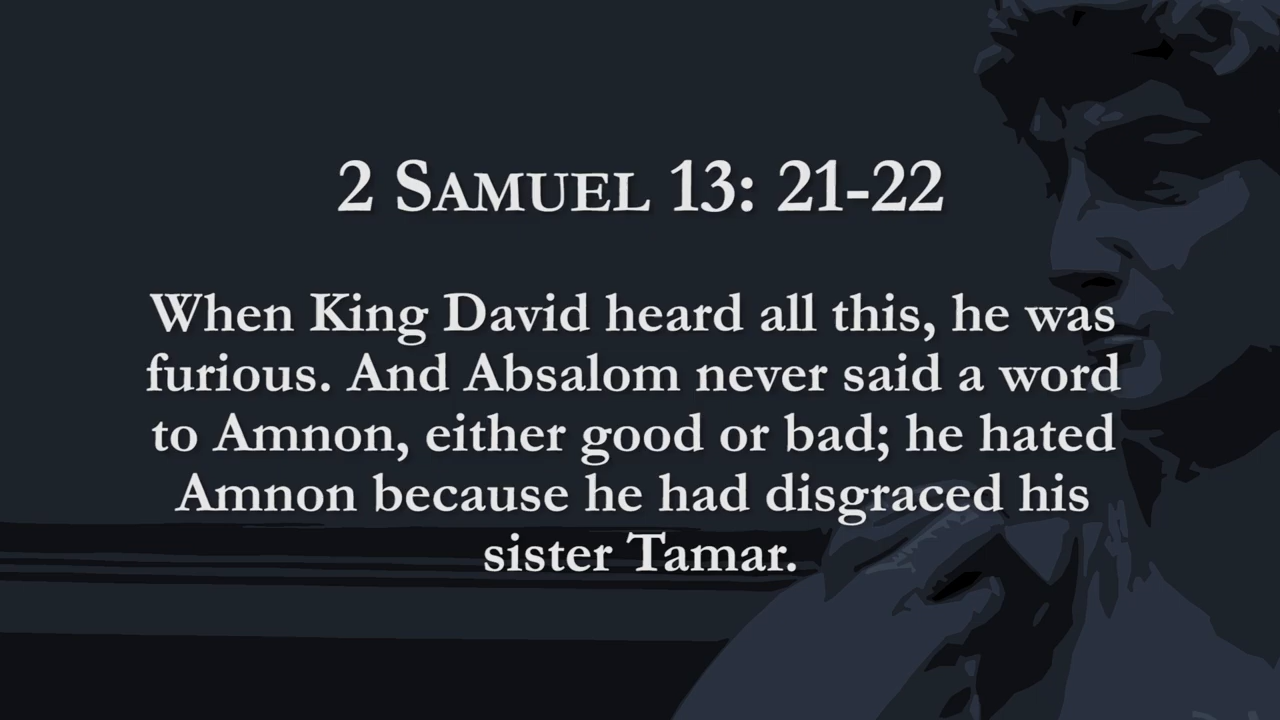 2 Samuel 13: 21-22
When King David heard all this, he was
furious. And Absalom never said a word
to Amnon, either good or bad; he hated
Amnon because he had disgraced his
sister Tamar.